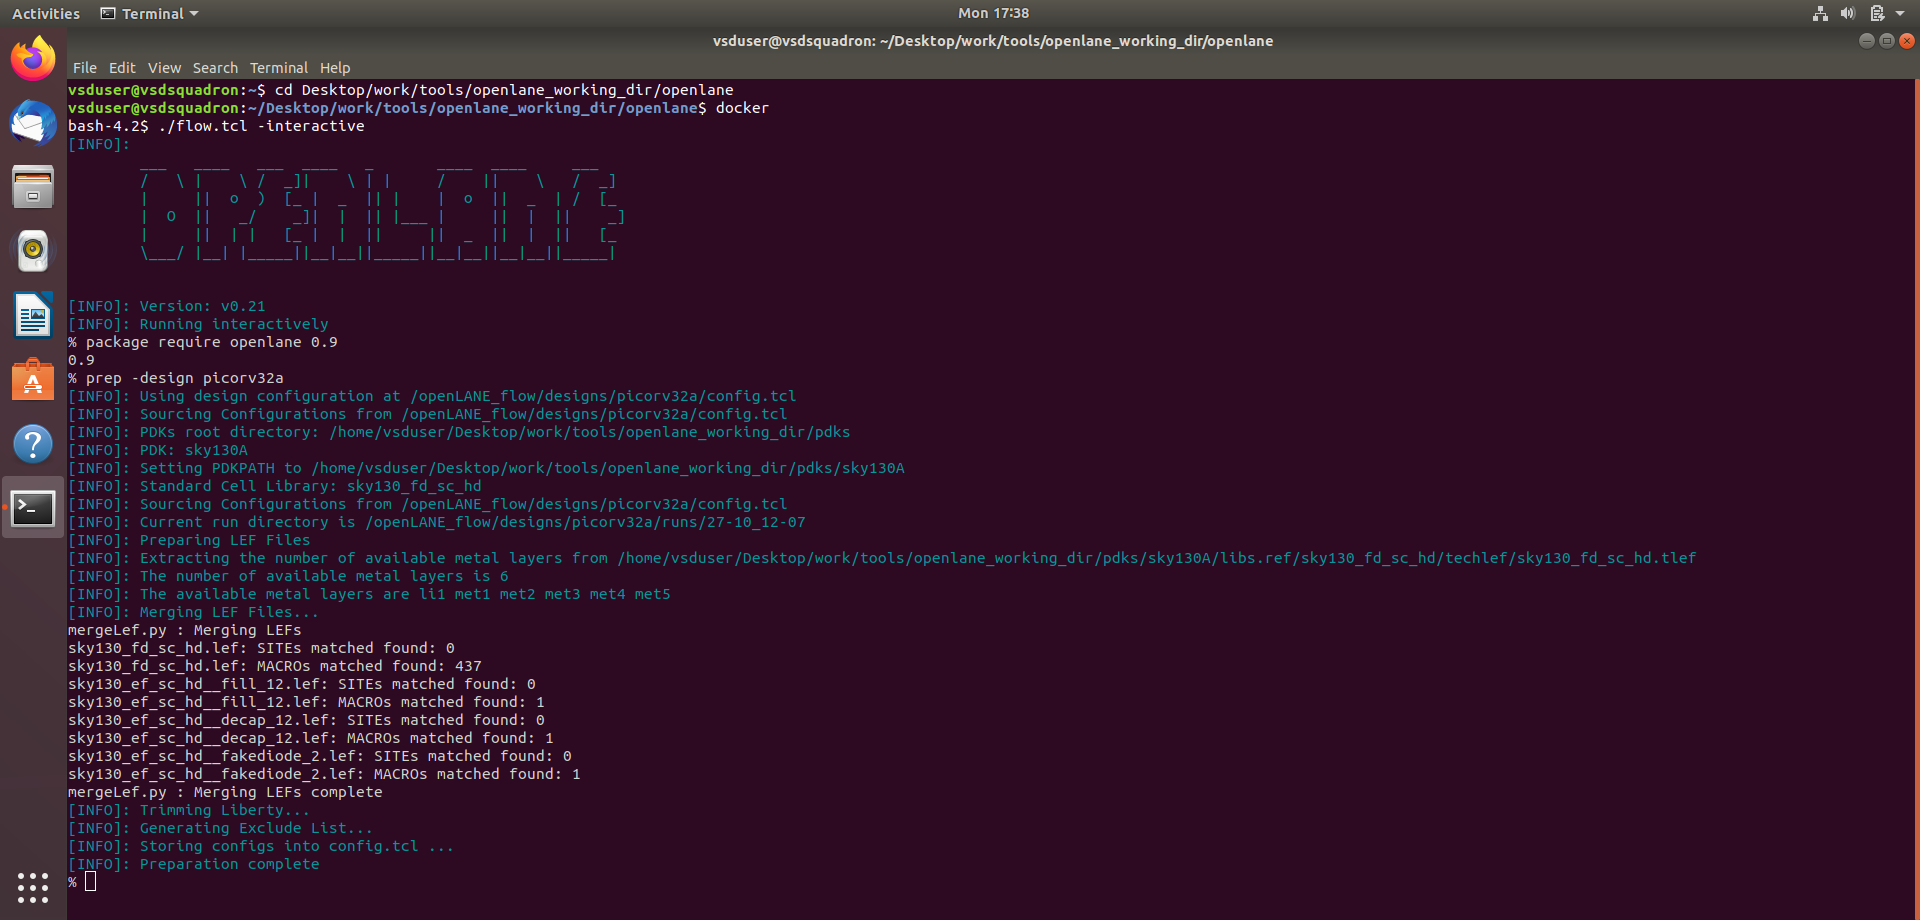 Activities Terminal Mon 17:38
vsduser@vsdsquadron: ~/Desktop/work/tools/openlane_working_dir/openlane
File Edit View Search Terminal Help
vsduser@vsdsquadron:~$ cd Desktop/work/tools/openlane_working_dir/openlane
vsduser@vsdsquadron:~/Desktop/work/tools/openlane_working_dir/openlane$ docker
bash-4.2$ ./flow.tcl -interactive
[INFO]:
OPENLANE
[INFO]: Version: v0.21
[INFO]: Running interactively
% package require openlane 0.9
0.9
% prep -design picorv32a
[INFO]: Using design configuration at /openLANE_flow/designs/picorv32a/config.tcl
[INFO]: Sourcing Configurations from /openLANE_flow/designs/picorv32a/config.tcl
[INFO]: PDKs root directory: /home/vsduser/Desktop/work/tools/openlane_working_dir/pdks
[INFO]: PDK: sky130A
[INFO]: Setting PDKPATH to /home/vsduser/Desktop/work/tools/openlane_working_dir/pdks/sky130A
[INFO]: Standard Cell Library: sky130_fd_sc_hd
[INFO]: Sourcing Configurations from /openLANE_flow/designs/picorv32a/config.tcl
[INFO]: Current run directory is /openLANE_flow/designs/picorv32a/runs/27-10_12-07
[INFO]: Preparing LEF Files
[INFO]: Extracting the number of available metal layers from /home/vsduser/Desktop/work/tools/openlane_working_dir/pdks/sky130A/libs.ref/sky130_fd_sc_hd/techlef/sky130_fd_sc_hd.tlef
[INFO]: The number of available metal layers is 6
[INFO]: The available metal layers are li1 met1 met2 met3 met4 met5
[INFO]: Merging LEF Files...
mergeLef.py : Merging LEFs
sky130_fd_sc_hd.lef: SITEs matched found: 0
sky130_fd_sc_hd.lef: MACROs matched found: 437
sky130_ef_sc_hd__fill_12.lef: SITEs matched found: 0
sky130_ef_sc_hd__fill_12.lef: MACROs matched found: 1
sky130_ef_sc_hd__decap_12.lef: SITEs matched found: 0
sky130_ef_sc_hd__decap_12.lef: MACROs matched found: 1
sky130_ef_sc_hd__fakediode_2.lef: SITEs matched found: 0
sky130_ef_sc_hd__fakediode_2.lef: MACROs matched found: 1
mergeLef.py : Merging LEFs complete
[INFO]: Trimming Liberty...
[INFO]: Generating Exclude List...
[INFO]: Storing configs into config.tcl ...
[INFO]: Preparation complete
%